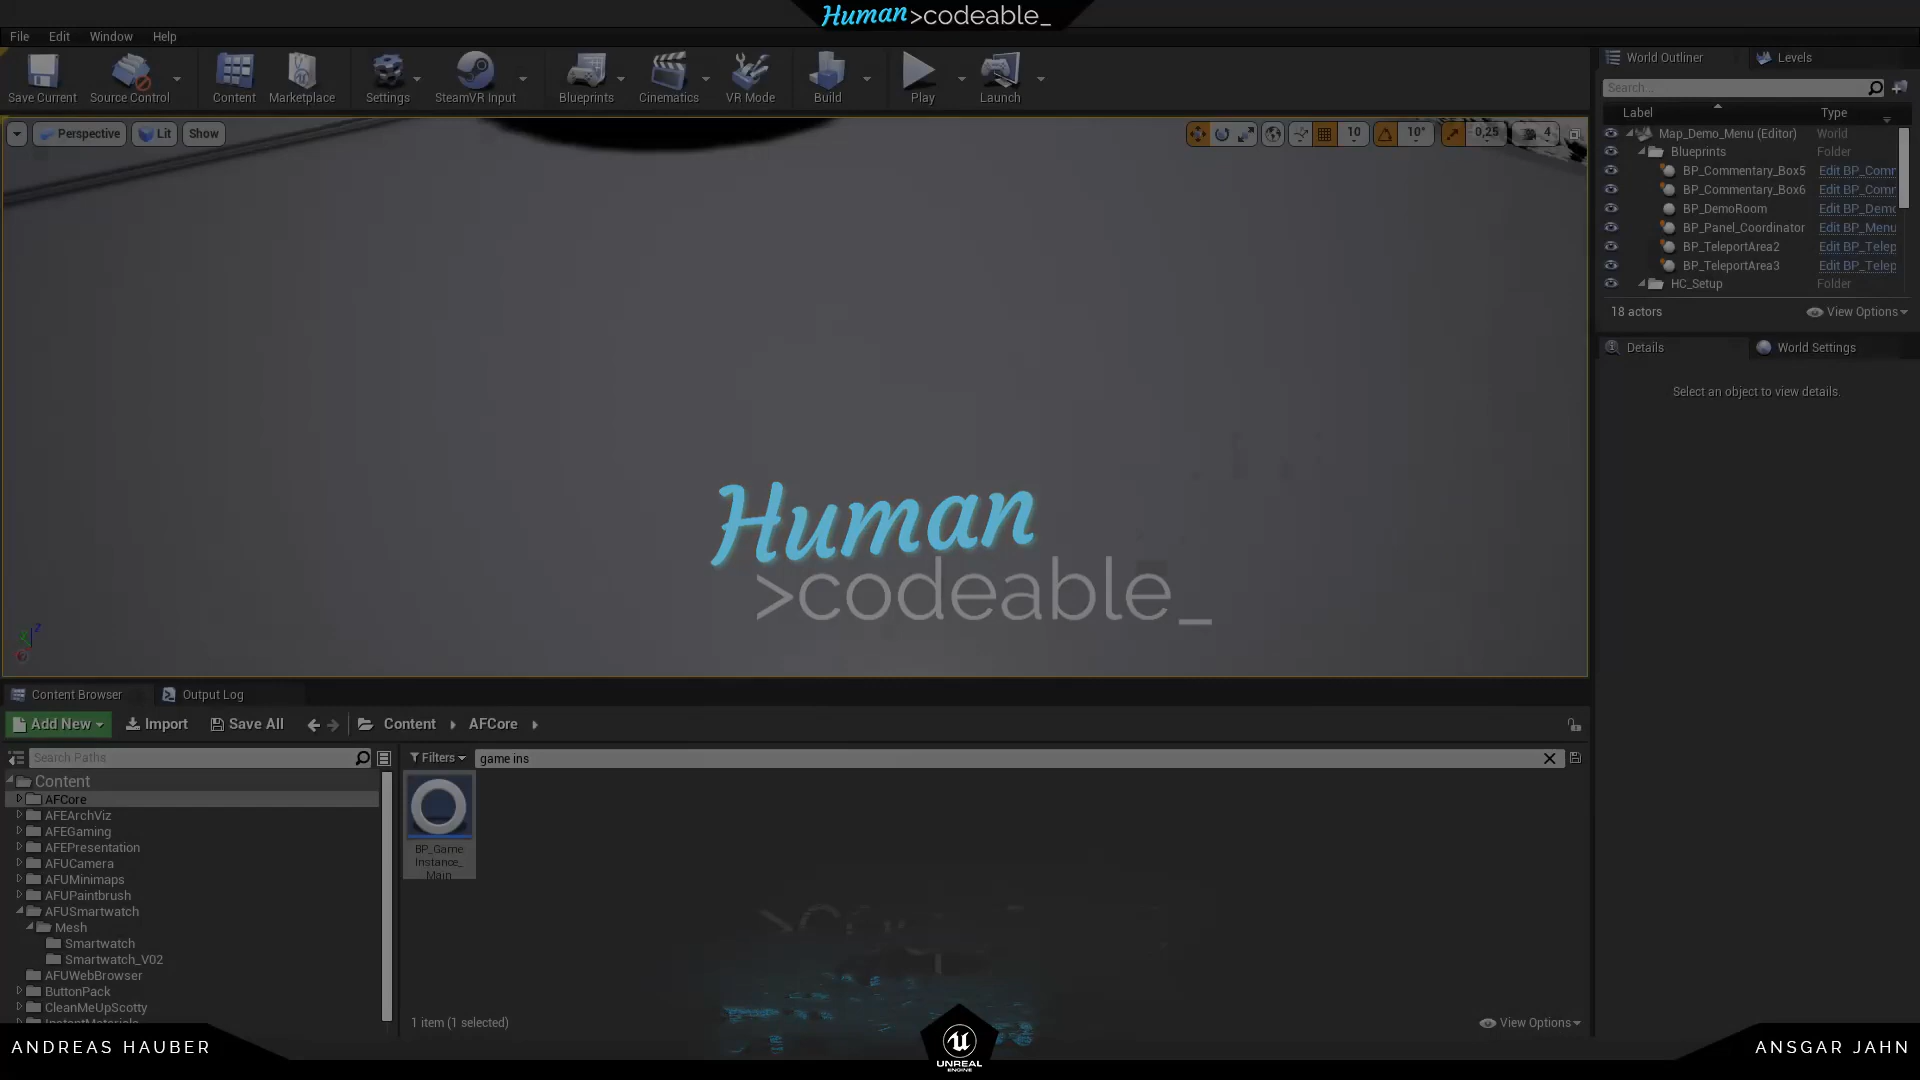 Human>codeable_
File Edit Window Help
Save Current Source Control Content Marketplace Settings SteamVR Input Blueprints Cinematics VR Mode Build Play Launch
World Outliner Levels
Search...
Label Type
Perspective Lit Show
10 10° 0,25 4
Map_Demo_Menu (Editor) World
Blueprints Folder
BP_Commentary_Box5 Edit BP_Comr
BP_Commentary_Box6 Edit BP_Comr
BP_DemoRoom Edit BP_Demo
BP_Panel_Coordinator Edit BP_Menu
BP_TeleportArea2 Edit BP_Telep
BP_TeleportArea3 Edit BP_Telep
HC_Setup Folder
18 actors View Options
Details World Settings
Select an object to view details.
Human
>codeable_
Z
Content Browser Output Log
Add New Import Save All Content AFCore
Search Paths
Filters game ins
Content
AFCore
AFEArchViz
AFEGaming
AFEPresentation
AFUCamera
AFUMinimaps
AFUPaintbrush
AFUSmartwatch
Mesh
Smartwatch
Smartwatch_V02
AFUWebBrowser
ButtonPack
CleanMeUpScotty
InstantMaterials
BP_Game
Instance_
Main
1 item (1 selected) View Options
ANDREAS HAUBER
UNREAL
ENGINE
ANSGAR JAHN